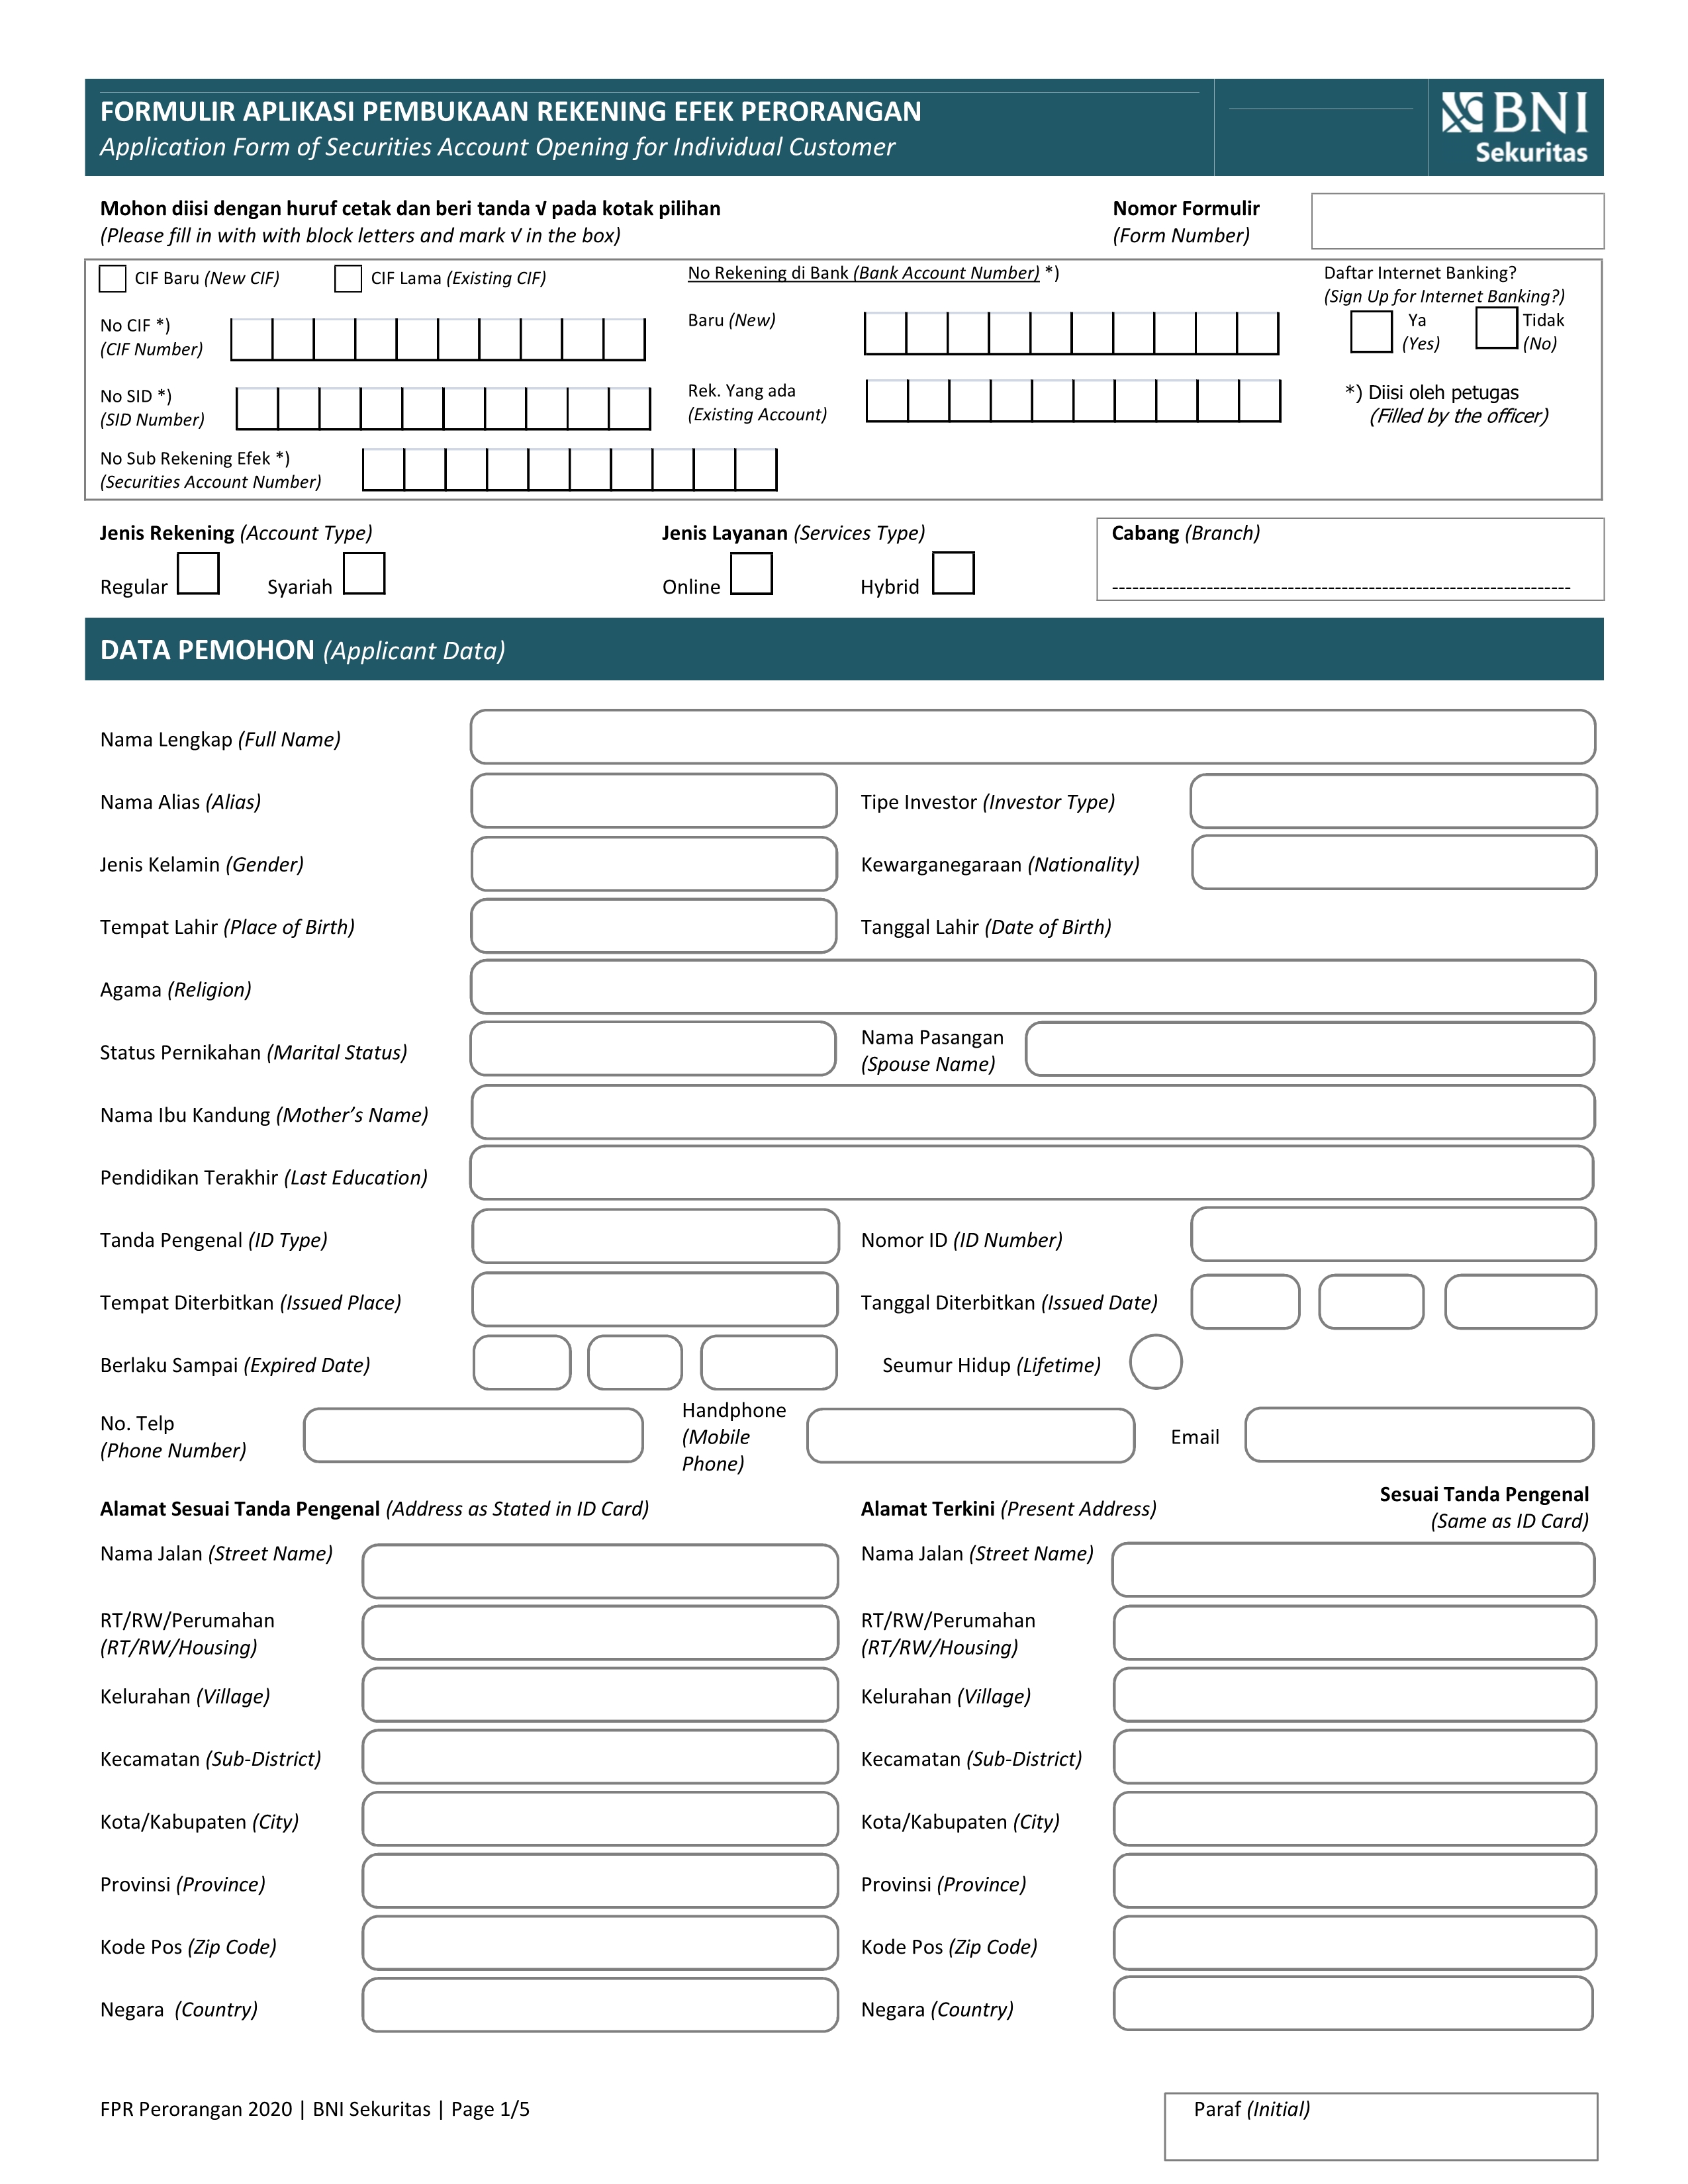 FORMULIR APLIKASI PEMBUKAAN REKENING EFEK PERORANGAN
Application Form of Securities Account Opening for Individual Customer
BNI
Sekuritas
Mohon diisi dengan huruf cetak dan beri tanda √ pada kotak pilihan
(Please fill in with with block letters and mark √ in the box)
Nomor Formulir
(Form Number)
CIF Baru (New CIF)
CIF Lama (Existing CIF)
No Rekening di Bank (Bank Account Number) *)
Daftar Internet Banking?
(Sign Up for Internet Banking?)
No CIF *)
(CIF Number)
Baru (New)
Ya
(Yes)
Tidak
(No)
No SID *)
(SID Number)
Rek. Yang ada
(Existing Account)
*) Diisi oleh petugas
(Filled by the officer)
No Sub Rekening Efek *)
(Securities Account Number)
Jenis Rekening (Account Type)
Regular
Syariah
Jenis Layanan (Services Type)
Online
Hybrid
Cabang (Branch)
--------------------------------------------------------------------
DATA PEMOHON (Applicant Data)
Nama Lengkap (Full Name)
Nama Alias (Alias)
Tipe Investor (Investor Type)
Jenis Kelamin (Gender)
Kewarganegaraan (Nationality)
Tempat Lahir (Place of Birth)
Tanggal Lahir (Date of Birth)
Agama (Religion)
Status Pernikahan (Marital Status)
Nama Pasangan
(Spouse Name)
Nama Ibu Kandung (Mother’s Name)
Pendidikan Terakhir (Last Education)
Tanda Pengenal (ID Type)
Nomor ID (ID Number)
Tempat Diterbitkan (Issued Place)
Tanggal Diterbitkan (Issued Date)
Berlaku Sampai (Expired Date)
Seumur Hidup (Lifetime)
No. Telp
(Phone Number)
Handphone
(Mobile
Phone)
Email
Alamat Sesuai Tanda Pengenal (Address as Stated in ID Card)
Alamat Terkini (Present Address)
Sesuai Tanda Pengenal
(Same as ID Card)
Nama Jalan (Street Name)
Nama Jalan (Street Name)
RT/RW/Perumahan
(RT/RW/Housing)
RT/RW/Perumahan
(RT/RW/Housing)
Kelurahan (Village)
Kelurahan (Village)
Kecamatan (Sub-District)
Kecamatan (Sub-District)
Kota/Kabupaten (City)
Kota/Kabupaten (City)
Provinsi (Province)
Provinsi (Province)
Kode Pos (Zip Code)
Kode Pos (Zip Code)
Negara (Country)
Negara (Country)
FPR Perorangan 2020 | BNI Sekuritas | Page 1/5
Paraf (Initial)